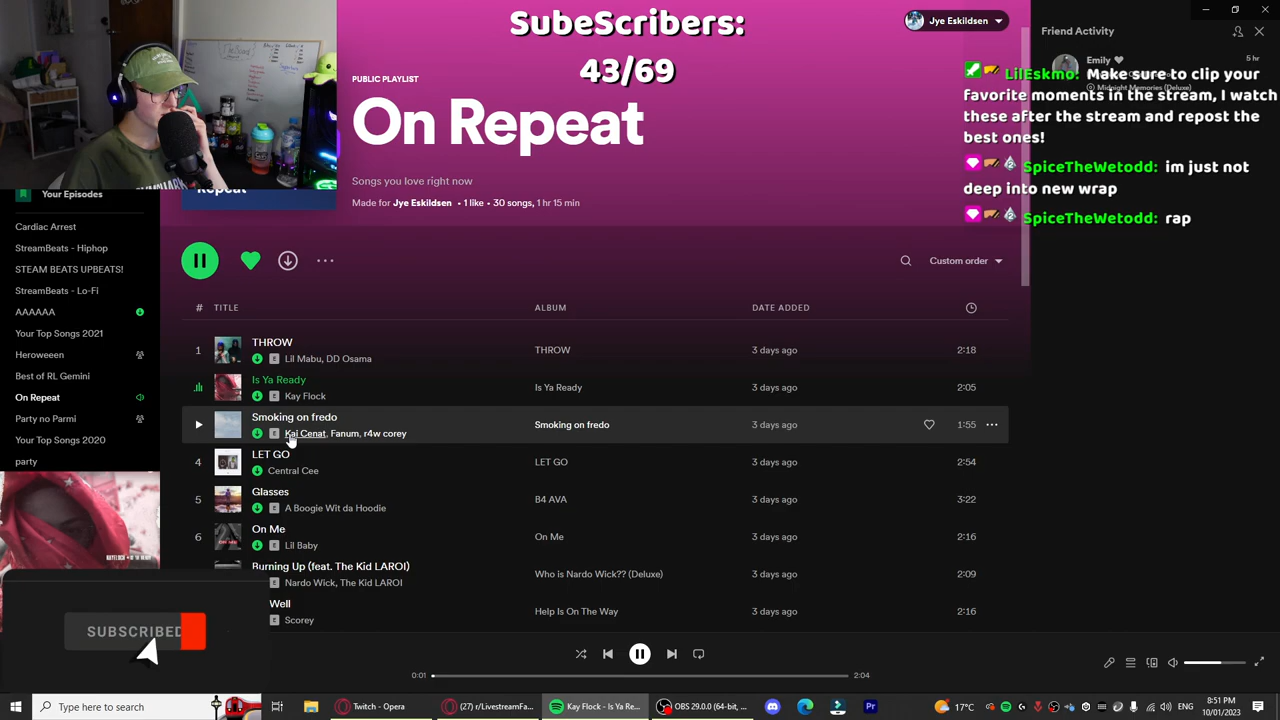 SubeScribers:
43/69
Jye Eskildsen
Friend Activity
Emily
5 hr
Midnight Memories (Deluxe)
LilEskmo: Make sure to clip your
favorite moments in the stream, I watch
these after the stream and repost the
best ones!
SpiceTheWetodd: im just not
deep into new wrap
SpiceTheWetodd: rap
PUBLIC PLAYLIST
On Repeat
Songs you love right now
Made for Jye Eskildsen • 1 like • 30 songs, 1 hr 15 min
Repeat
Your Episodes
Cardiac Arrest
StreamBeats - Hiphop
STEAM BEATS UPBEATS!
StreamBeats - Lo-Fi
AAAAAA
Your Top Songs 2021
Heroweeen
Best of RL Gemini
On Repeat
Party no Parmi
Your Top Songs 2020
party
Custom order
# TITLE ALBUM DATE ADDED
1 THROW THROW 3 days ago 2:18
E Lil Mabu, DD Osama
Is Ya Ready Is Ya Ready 3 days ago 2:05
E Kay Flock
Smoking on fredo Smoking on fredo 3 days ago 1:55
E Kai Cenat, Fanum, r4w corey
4 LET GO LET GO 3 days ago 2:54
Central Cee
5 Glasses B4 AVA 3 days ago 3:22
E A Boogie Wit da Hoodie
6 On Me On Me 3 days ago 2:16
E Lil Baby
Burning Up (feat. The Kid LAROI) Who is Nardo Wick?? (Deluxe) 3 days ago 2:09
E Nardo Wick, The Kid LAROI
Well Help Is On The Way 3 days ago 2:16
E Scorey
SUBSCRIBED
0:01 2:04
Type here to search
Twitch - Opera
(27) r/LivestreamFa...
Kay Flock - Is Ya Re...
OBS 29.0.0 (64-bit, ...
Pr
17°C
8:51 PM
10/01/2023